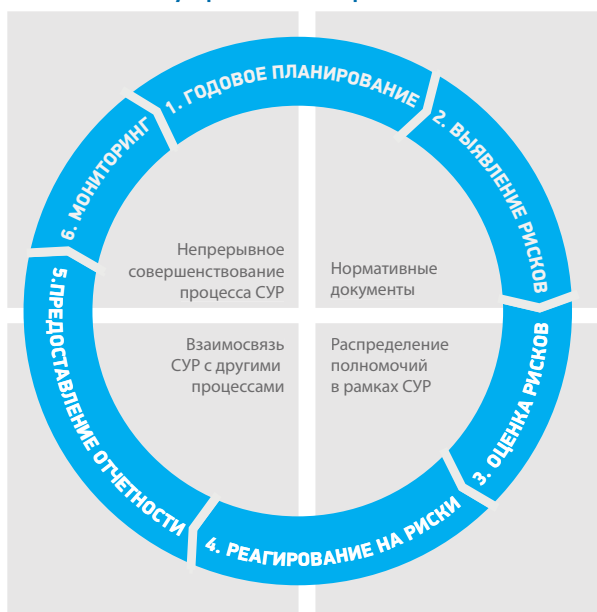 1. ГОДОВОЕ ПЛАНИРОВАНИЕ
2. ВЫЯВЛЕНИЕ РИСКОВ
3. ОЦЕНКА РИСКОВ
4. РЕАГИРОВАНИЕ НА РИСКИ
5.ПРЕДОСТАВЛЕНИЕ ОТЧЕТНОСТИ
6. МОНИТОРИНГ
Непрерывное
совершенствование
процесса СУР
Нормативные
документы
Взаимосвязь
СУР с другими
процессами
Распределение
полномочий
в рамках СУР